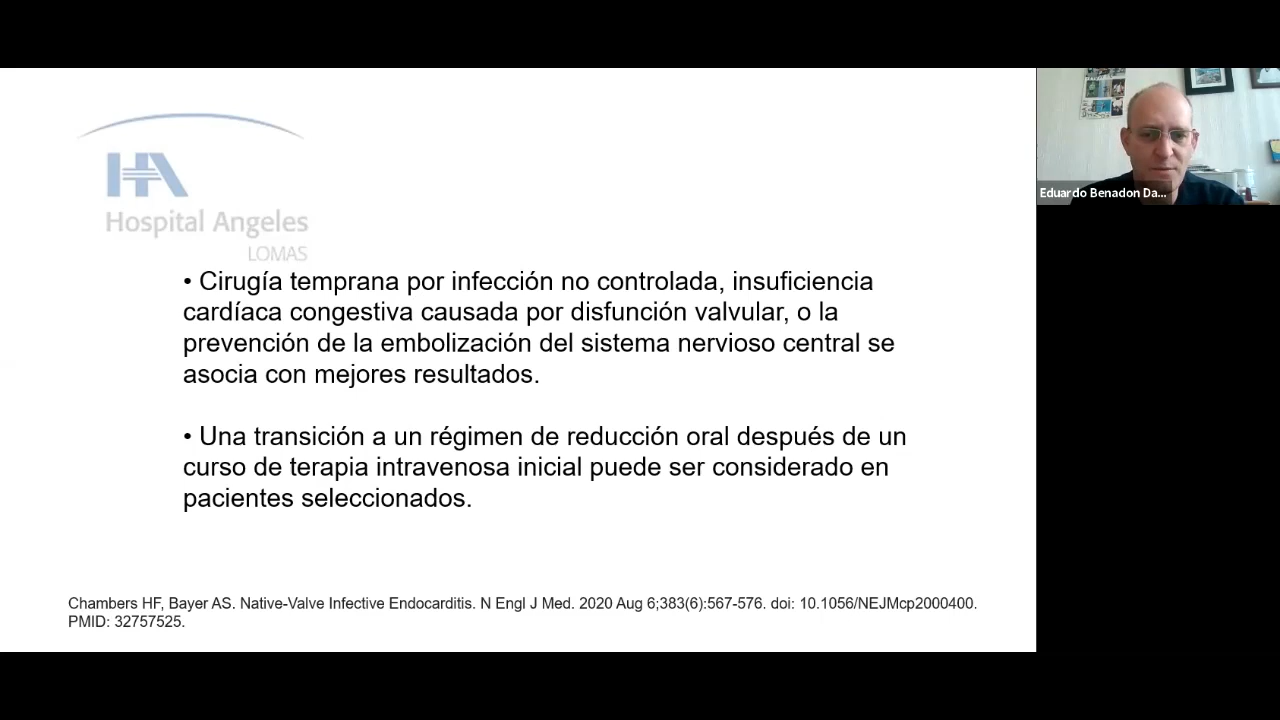 HA
Hospital Angeles
LOMAS
• Cirugía temprana por infección no controlada, insuficiencia
cardíaca congestiva causada por disfunción valvular, o la
prevención de la embolización del sistema nervioso central se
asocia con mejores resultados.
• Una transición a un régimen de reducción oral después de un
curso de terapia intravenosa inicial puede ser considerado en
pacientes seleccionados.
Chambers HF, Bayer AS. Native-Valve Infective Endocarditis. N Engl J Med. 2020 Aug 6;383(6):567-576. doi: 10.1056/NEJMcp2000400.
PMID: 32757525.
Eduardo Benadon Da...